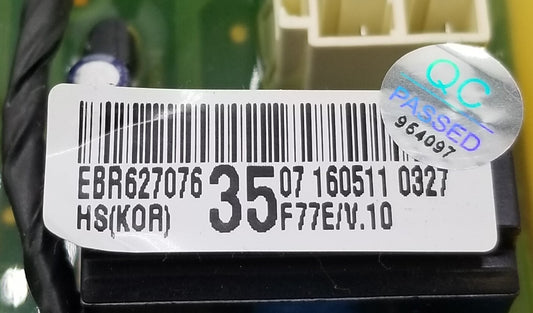 QC
PASSED
964097
EBR627076 35 07 160511 0327
HS(KOR) F77E/V.10